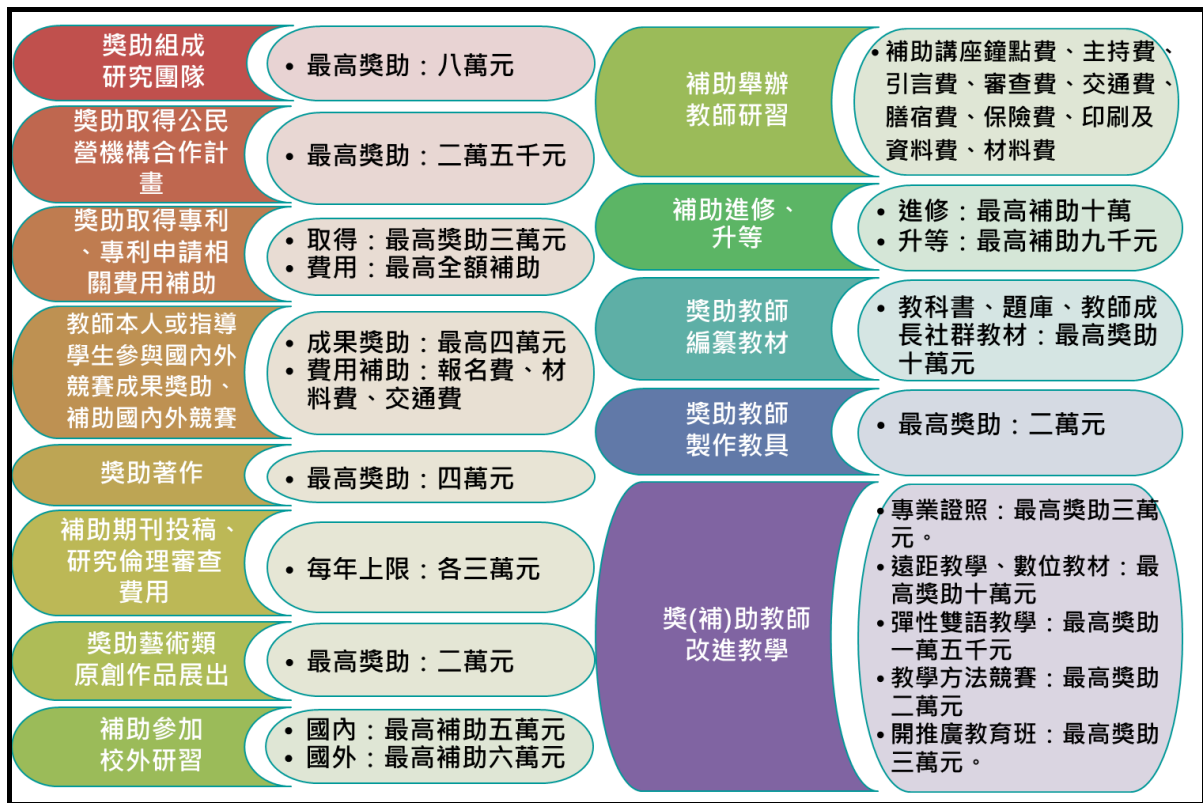 獎助組成
研究團隊
• 最高獎助：八萬元
獎助取得公民
營機構合作計
畫
• 最高獎助：二萬五千元
獎助取得專利
、專利申請相
關費用補助
• 取得：最高獎助三萬元
• 費用：最高全額補助
教師本人或指導
學生參與國內外
競賽成果獎助、
補助國內外競賽
• 成果獎助：最高四萬元
• 費用補助：報名費、材
料費、交通費
獎助著作
• 最高獎助：四萬元
補助期刊投稿、
研究倫理審查
費用
• 每年上限：各三萬元
獎助藝術類
原創作品展出
• 最高獎助：二萬元
補助參加
校外研習
• 國內：最高補助五萬元
• 國外：最高補助六萬元
補助舉辦
教師研習
• 補助講座鐘點費、主持費、
引言費、審查費、交通費、
膳宿費、保險費、印刷及
資料費、材料費
補助進修、
升等
• 進修：最高補助十萬
• 升等：最高補助九千元
獎助教師
編纂教材
• 教科書、題庫、教師成
長社群教材：最高獎助
十萬元
獎助教師
製作教具
• 最高獎助：二萬元
獎(補)助教師
改進教學
• 專業證照：最高獎助三萬
元。
• 遠距教學、數位教材：最
高獎助十萬元
• 彈性雙語教學：最高獎助
一萬五千元
• 教學方法競賽：最高獎助
二萬元
• 開推廣教育班：最高獎助
三萬元。